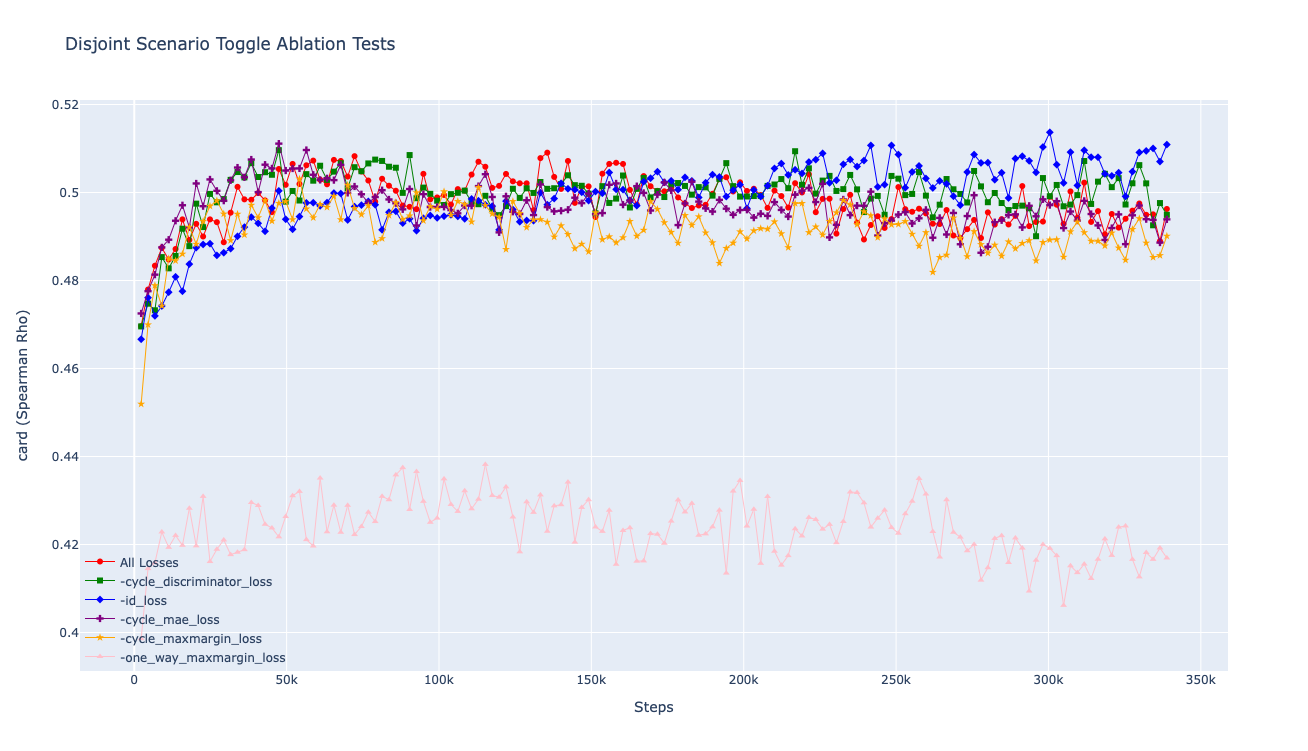 Disjoint Scenario Toggle Ablation Tests
0.52
0.5
0.48
0.46
0.44
0.42
0.4
card (Spearman Rho)
All Losses
-cycle_discriminator_loss
-id_loss
-cycle_mae_loss
-cycle_maxmargin_loss
-one_way_maxmargin_loss
0 50k 100k 150k 200k 250k 300k 350k
Steps